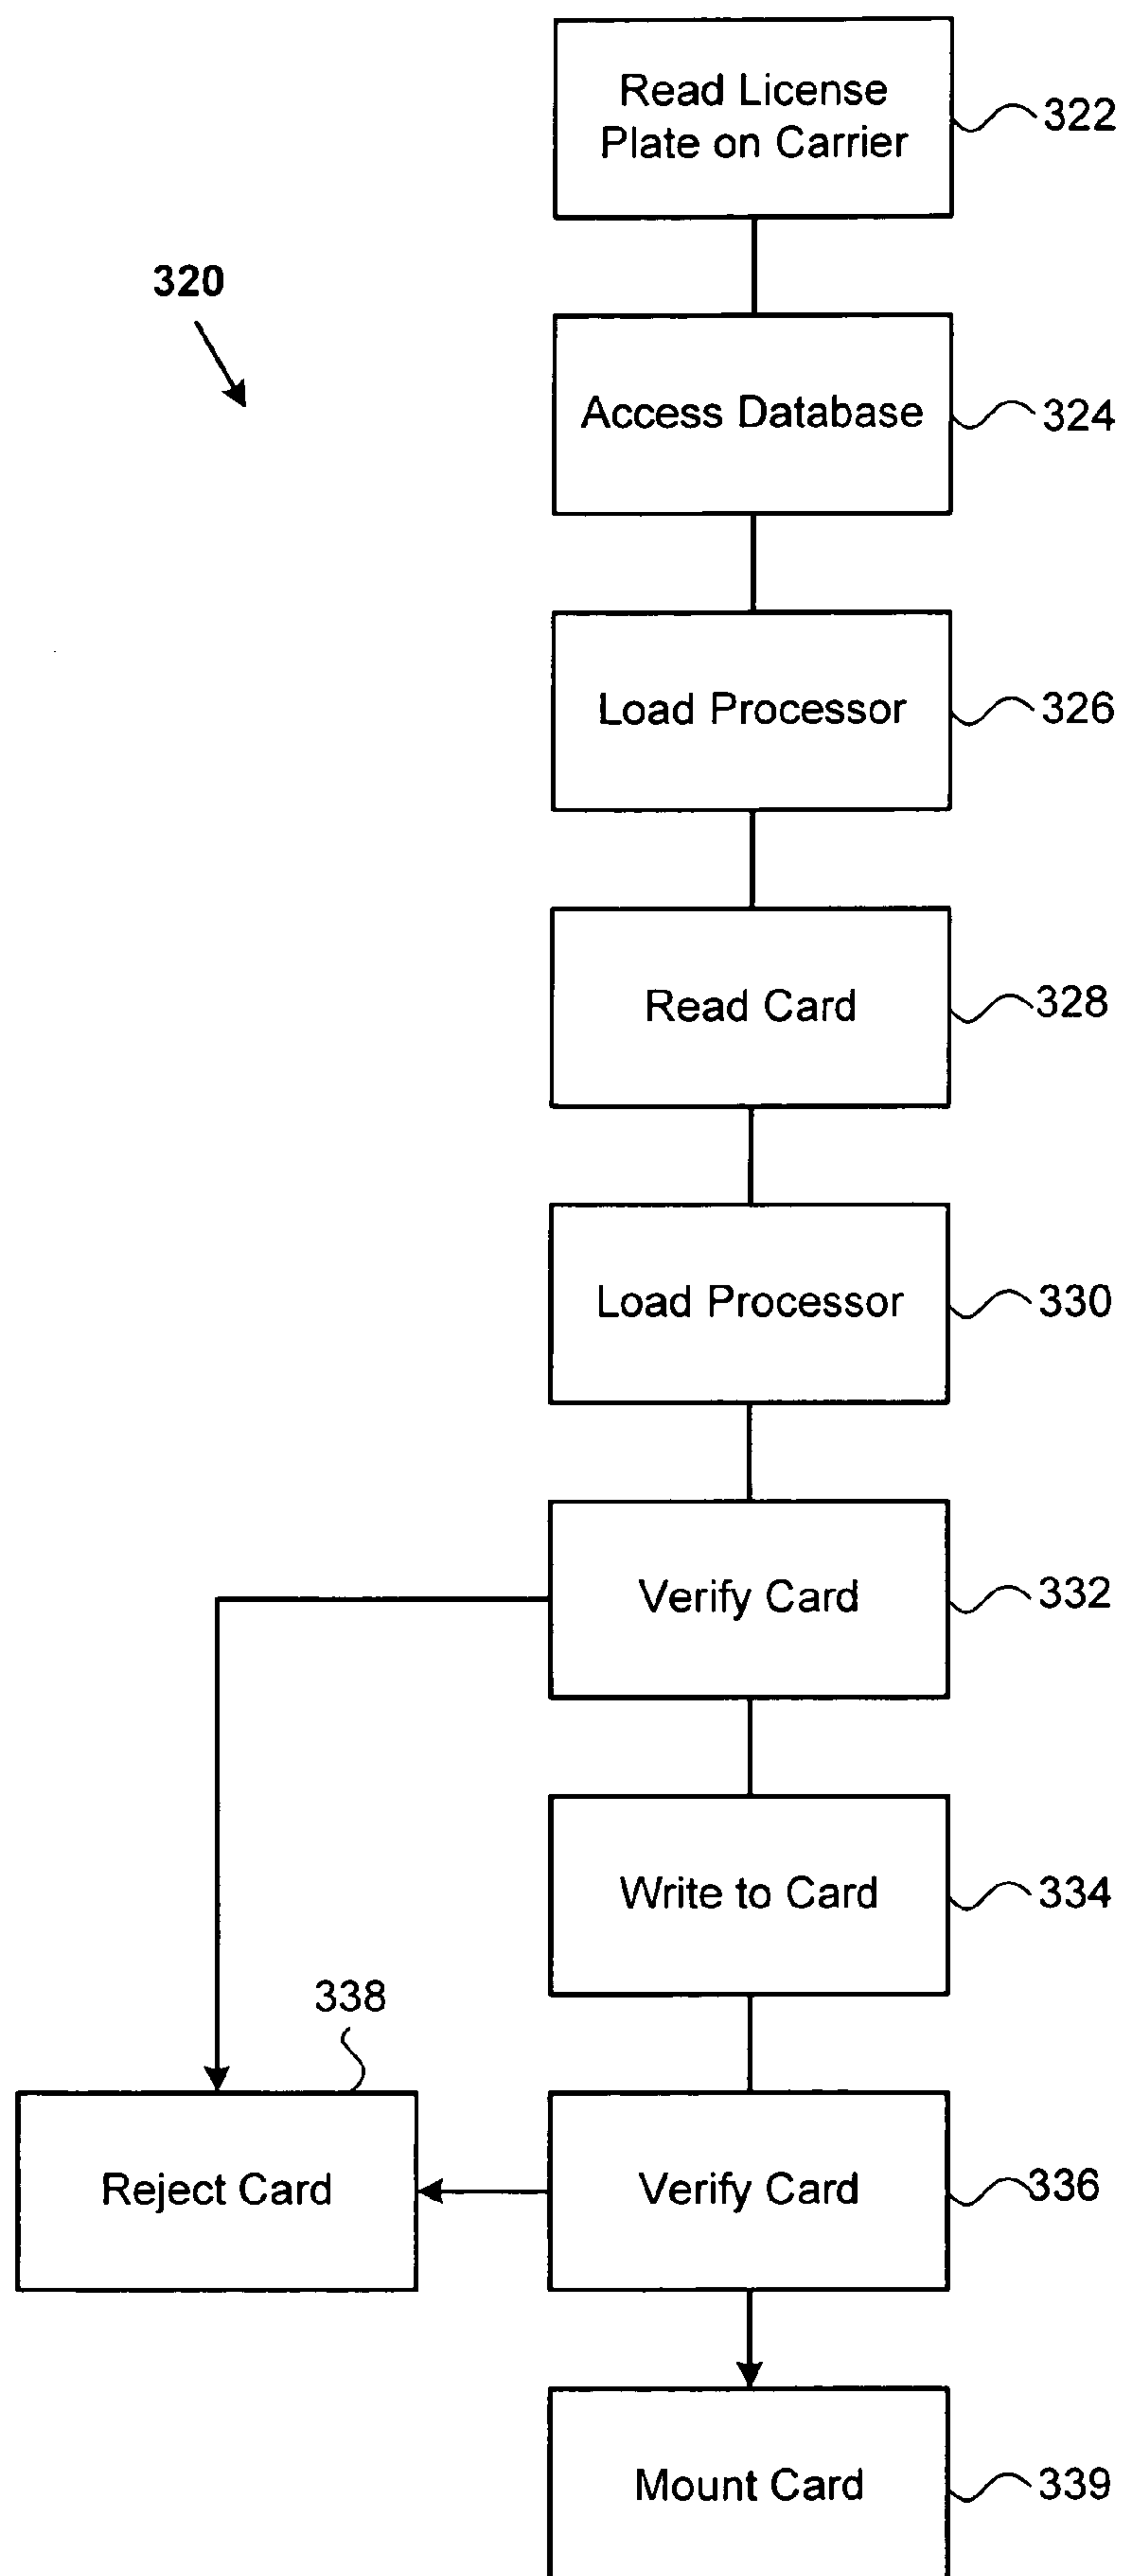 Read License
Plate on Carrier
322
320
Access Database
324
Load Processor
326
Read Card
328
Load Processor
330
Verify Card
332
Write to Card
334
338
Reject Card
Verify Card
336
Mount Card
339